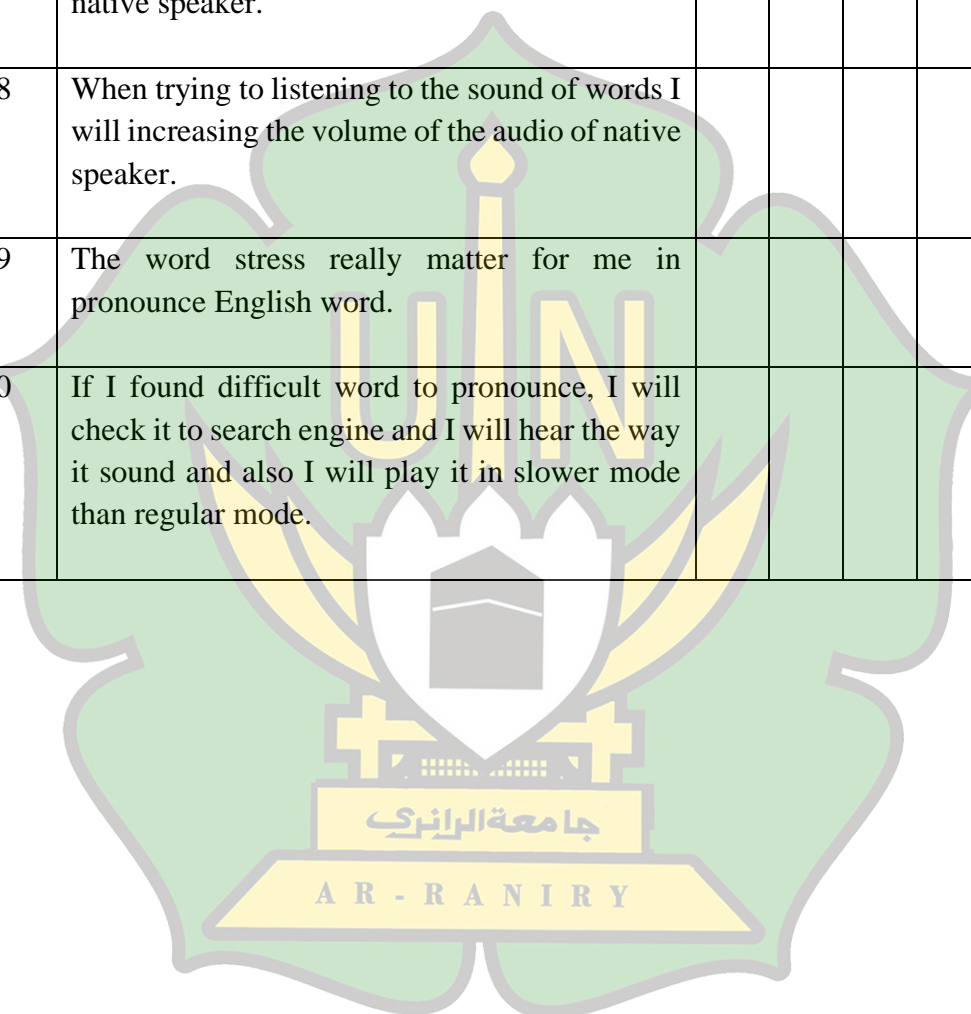 native speaker.
8 When trying to listening to the sound of words I
will increasing the volume of the audio of native
speaker.
9 The word stress really matter for me in
pronounce English word.
0 If I found difficult word to pronounce, I will
check it to search engine and I will hear the way
it sound and also I will play it in slower mode
than regular mode.
UIN
جامعةالرانري
AR-RANIRY